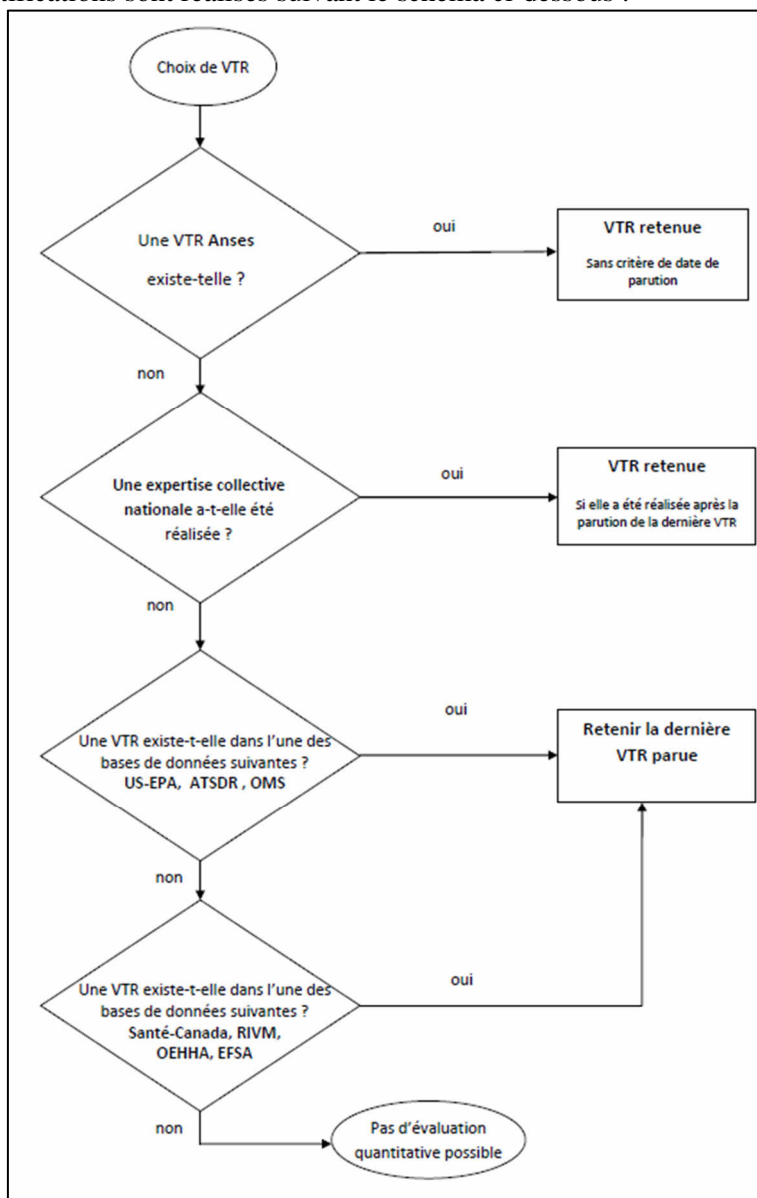 Choix de VTR
Une VTR Anses
existe-telle ?
oui
VTR retenue
Sans critère de date de
parution
non
Une expertise collective
nationale a-t-elle été
réalisée ?
oui
VTR retenue
Si elle a été réalisée après la
parution de la dernière VTR
non
Une VTR existe-t-elle dans l'une des
bases de données suivantes ?
US-EPA, ATSDR , OMS
oui
Retenir la dernière
VTR parue
non
Une VTR existe-t-elle dans l'une des
bases de données suivantes ?
Santé-Canada, RIVM,
OEHHA, EFSA
oui
non
Pas d'évaluation
quantitative possible